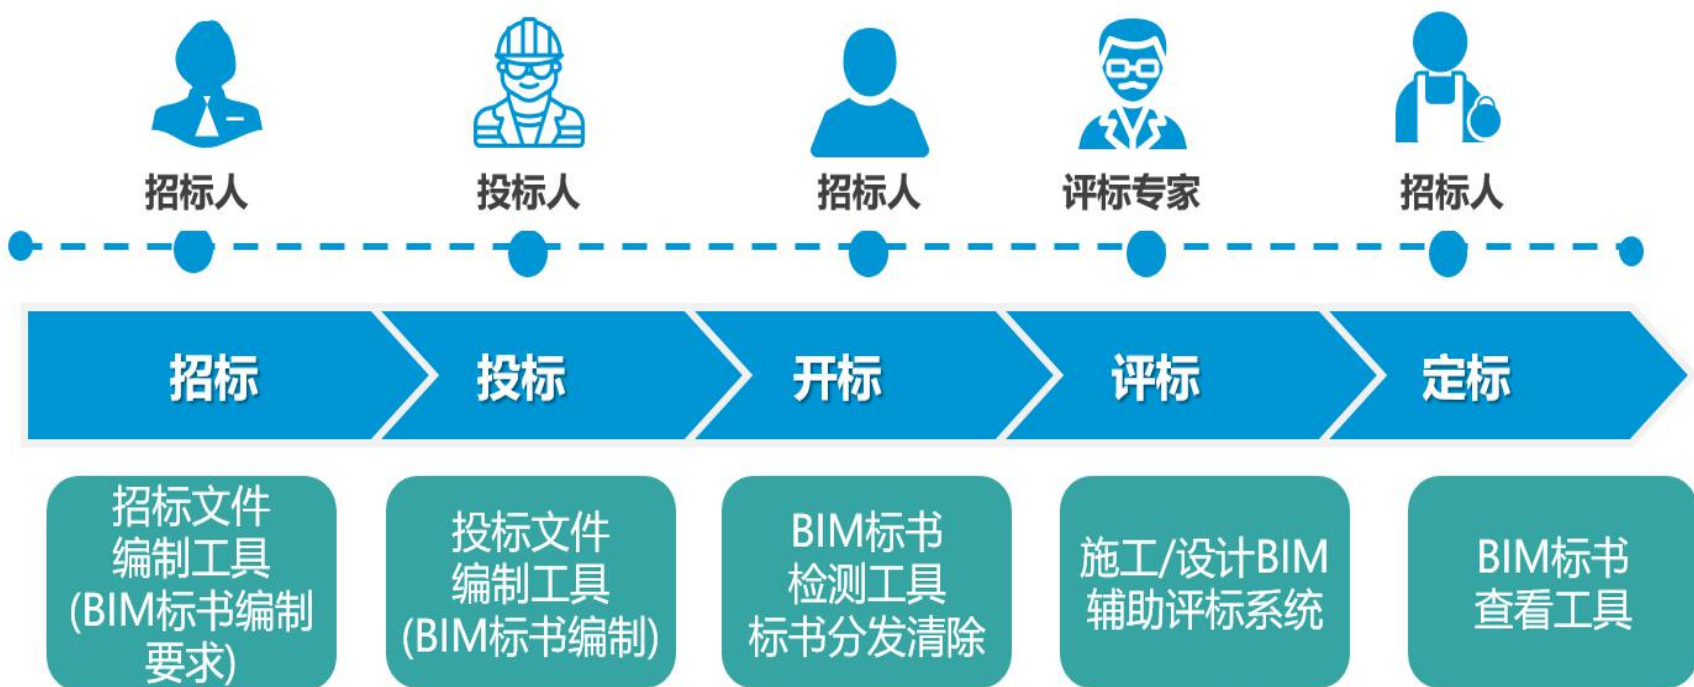 招标人
投标人
招标人
评标专家
招标人
招标
投标
开标
评标
定标
招标文件
编制工具
(BIM标书编制
要求)
投标文件
编制工具
(BIM标书编制)
BIM标书
检测工具
标书分发清除
施工/设计BIM
辅助评标系统
BIM标书
查看工具